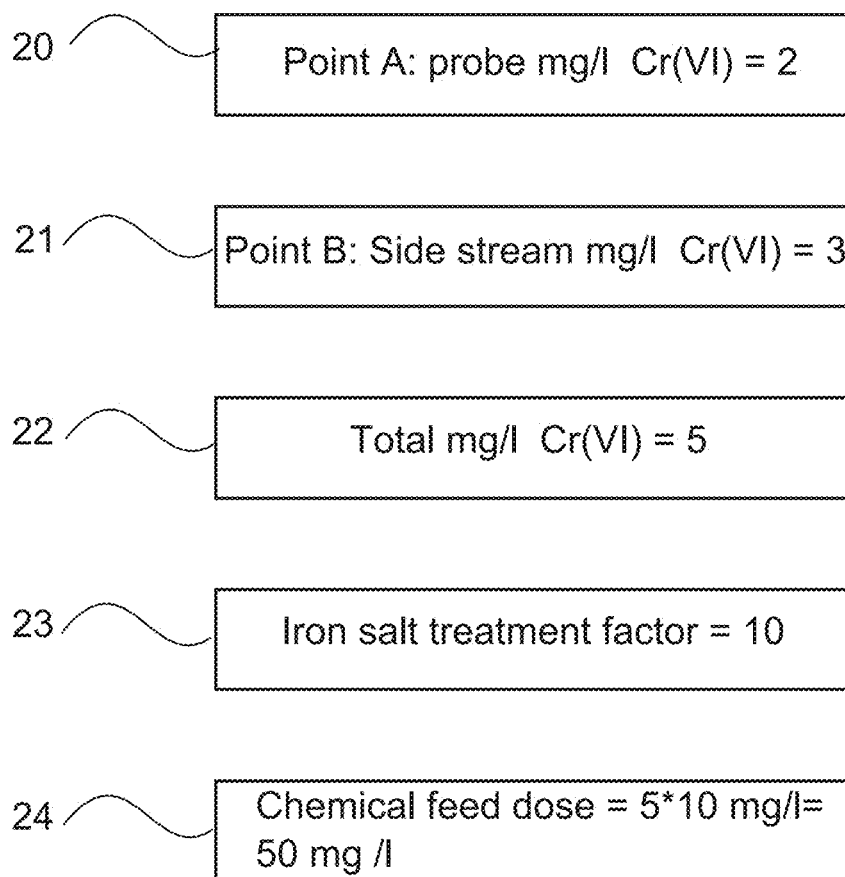 20 Point A: probe mg/l Cr(VI) = 2
21 Point B: Side stream mg/l Cr(VI) = 3
22 Total mg/l Cr(VI) = 5
23 Iron salt treatment factor = 10
24 Chemical feed dose = 5*10 mg/l=
50 mg /l